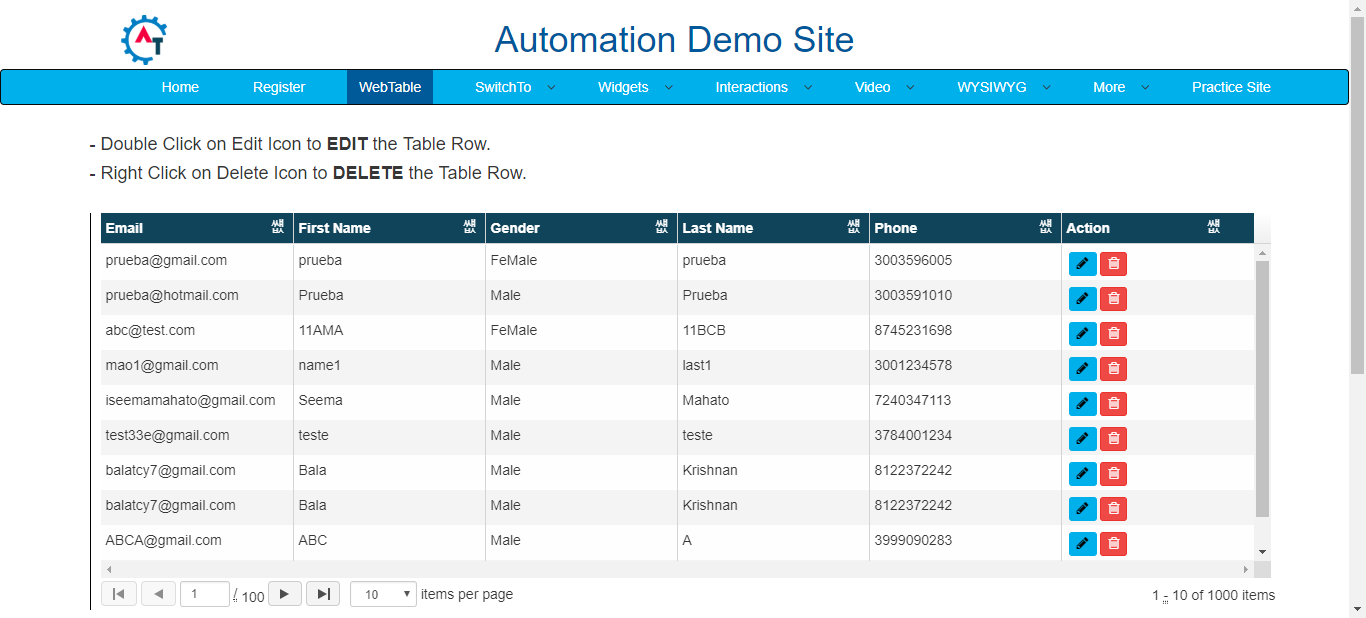 AT
Automation Demo Site
Home Register WebTable SwitchTo Widgets Interactions Video WYSIWYG More Practice Site
- Double Click on Edit Icon to EDIT the Table Row.
- Right Click on Delete Icon to DELETE the Table Row.
Email First Name Gender Last Name Phone Action
prueba@gmail.com prueba FeMale prueba 3003596005
prueba@hotmail.com Prueba Male Prueba 3003591010
abc@test.com 11AMA FeMale 11BCB 8745231698
mao1@gmail.com name1 Male last1 3001234578
iseemamahato@gmail.com Seema Male Mahato 7240347113
test33e@gmail.com teste Male teste 3784001234
balatcy7@gmail.com Bala Male Krishnan 8122372242
balatcy7@gmail.com Bala Male Krishnan 8122372242
ABCA@gmail.com ABC Male A 3999090283
1 / 100 10 items per page 1 - 10 of 1000 items